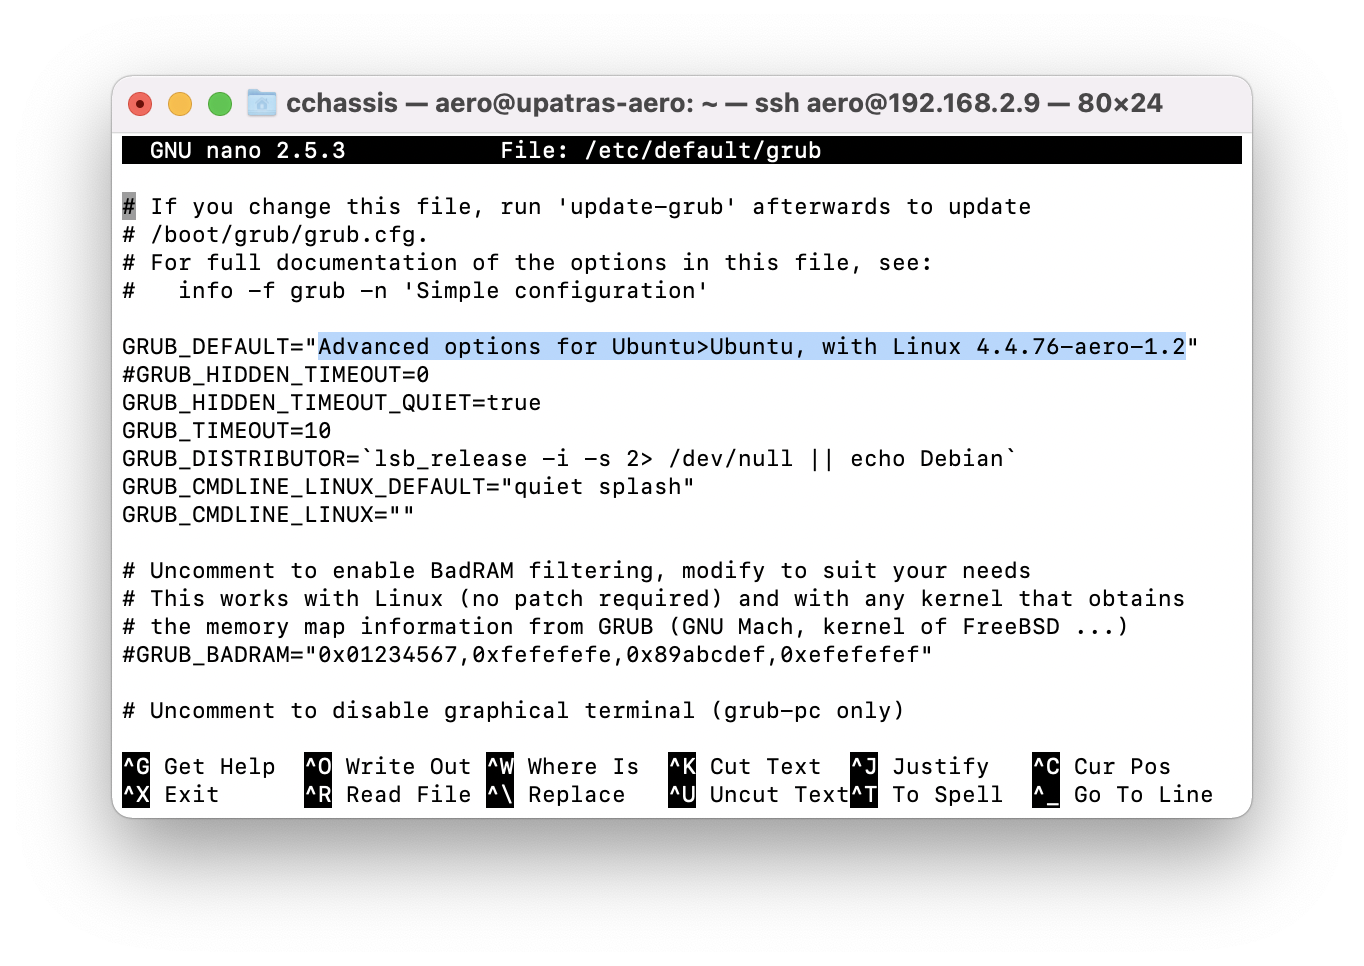 cchassis — aero@upatras-aero: ~ — ssh aero@192.168.2.9 — 80×24
GNU nano 2.5.3 File: /etc/default/grub
# If you change this file, run 'update-grub' afterwards to update
# /boot/grub/grub.cfg.
# For full documentation of the options in this file, see:
#   info -f grub -n 'Simple configuration'
GRUB_DEFAULT="Advanced options for Ubuntu>Ubuntu, with Linux 4.4.76-aero-1.2"
#GRUB_HIDDEN_TIMEOUT=0
GRUB_HIDDEN_TIMEOUT_QUIET=true
GRUB_TIMEOUT=10
GRUB_DISTRIBUTOR=`lsb_release -i -s 2> /dev/null || echo Debian`
GRUB_CMDLINE_LINUX_DEFAULT="quiet splash"
GRUB_CMDLINE_LINUX=""
# Uncomment to enable BadRAM filtering, modify to suit your needs
# This works with Linux (no patch required) and with any kernel that obtains
# the memory map information from GRUB (GNU Mach, kernel of FreeBSD ...)
#GRUB_BADRAM="0x01234567,0xfefefefe,0x89abcdef,0xefefefef"
# Uncomment to disable graphical terminal (grub-pc only)
^G Get Help ^O Write Out ^W Where Is ^K Cut Text ^J Justify ^C Cur Pos
^X Exit ^R Read File ^\ Replace ^U Uncut Text ^T To Spell ^_ Go To Line